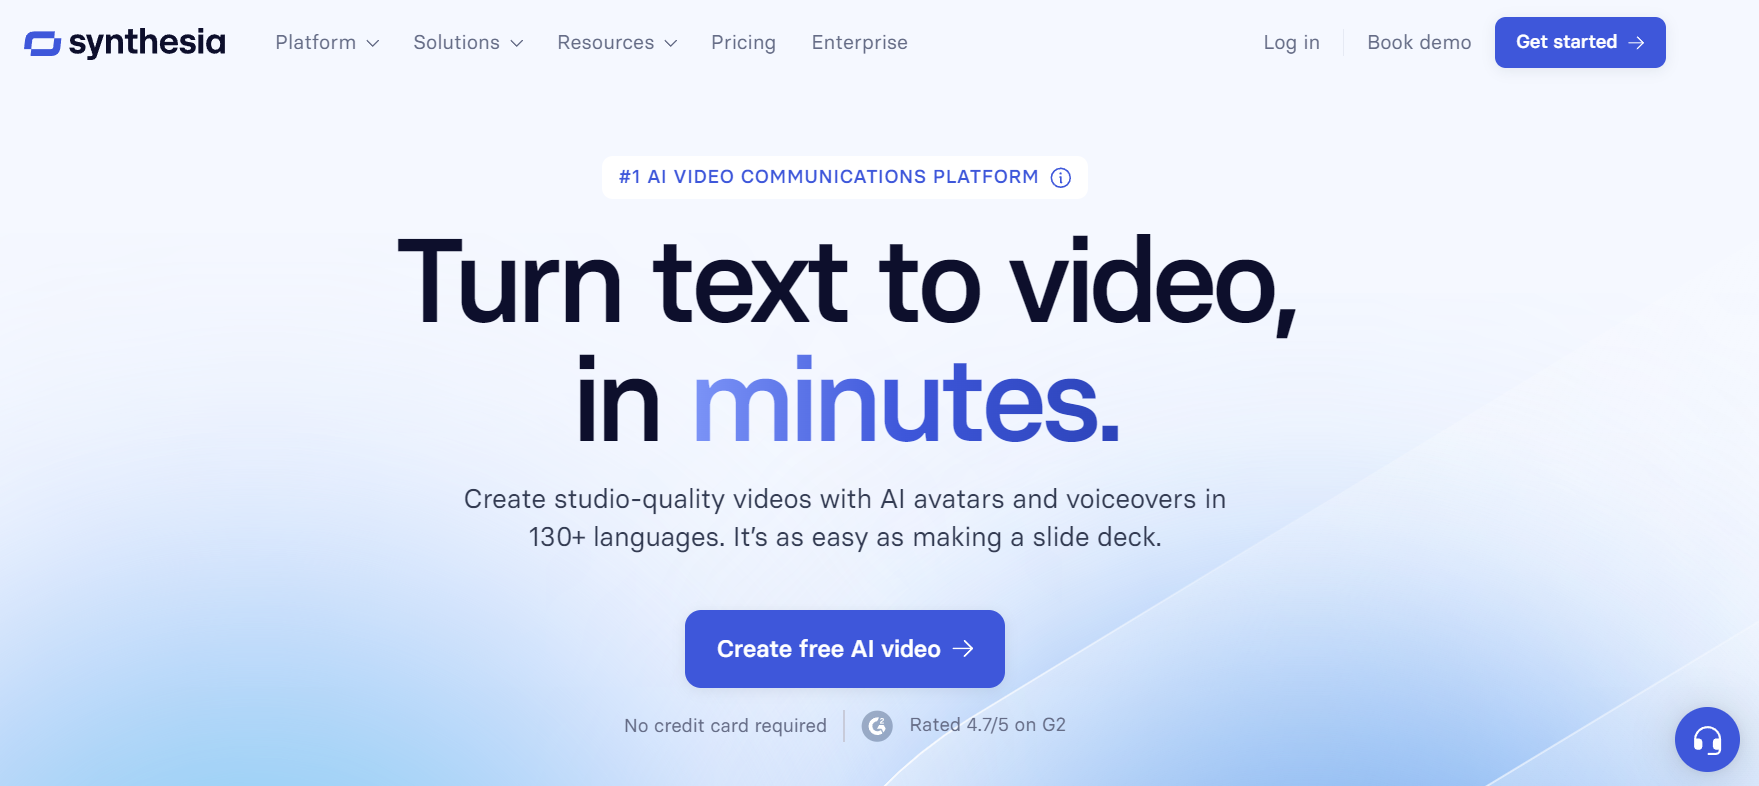 synthesia
Platform
Solutions
Resources
Pricing
Enterprise
Log in
Book demo
Get started
#1 AI VIDEO COMMUNICATIONS PLATFORM
Turn text to video,
in minutes.
Create studio-quality videos with AI avatars and voiceovers in
130+ languages. It’s as easy as making a slide deck.
Create free AI video
No credit card required
G2
Rated 4.7/5 on G2